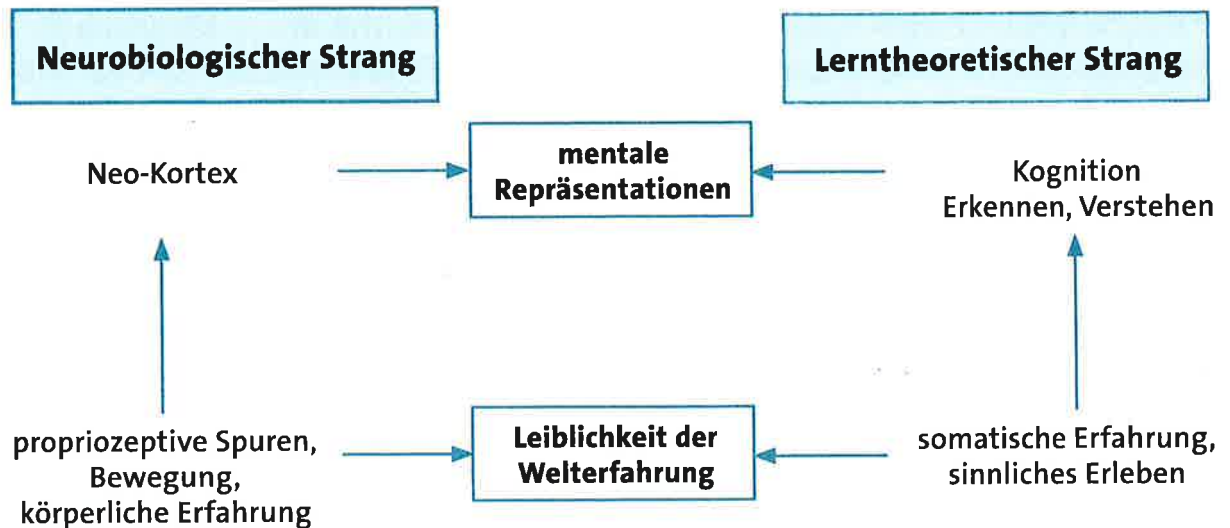 Neurobiologischer Strang
Lerntheoretischer Strang
Neo-Kortex
mentale
Repräsentationen
Kognition
Erkennen, Verstehen
propriozeptive Spuren,
Bewegung,
körperliche Erfahrung
Leiblichkeit der
Welterfahrung
somatische Erfahrung,
sinnliches Erleben